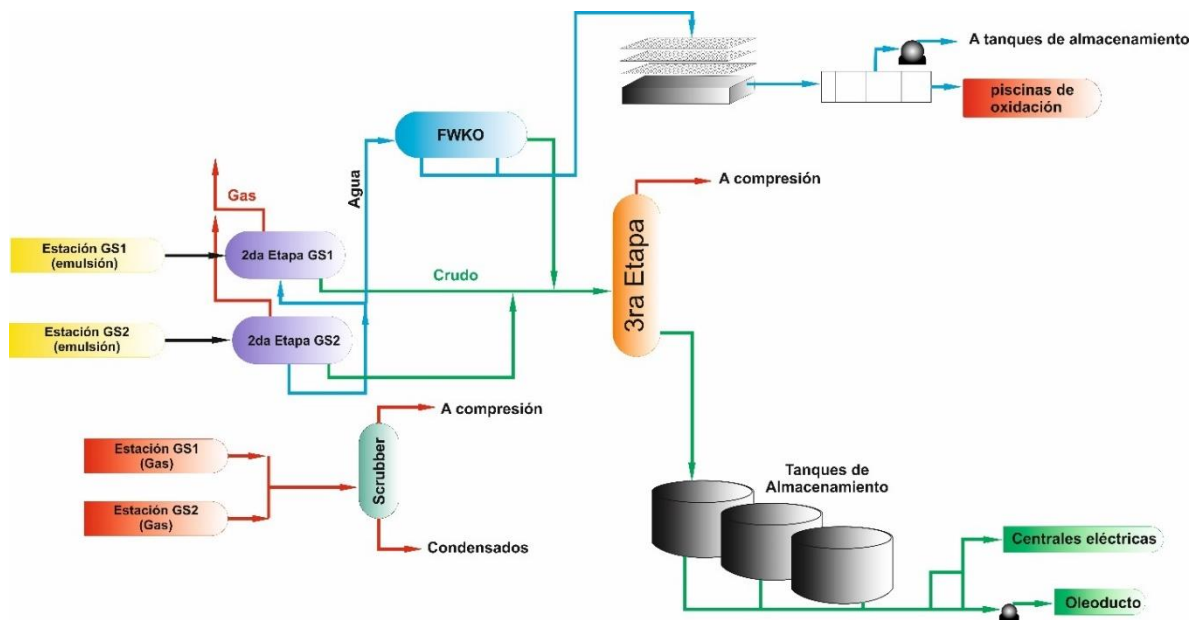 A tanques de almacenamiento
piscinas de
oxidación
FWKO
Agua
A compresión
Gas
Estación GS1
(emulsión)
2da Etapa GS1
Crudo
3ra Etapa
Estación GS2
(emulsión)
2da Etapa GS2
A compresión
Estación GS1
(Gas)
Scrubber
Estación GS2
(Gas)
Condensados
Tanques de
Almacenamiento
Centrales eléctricas
Oleoducto